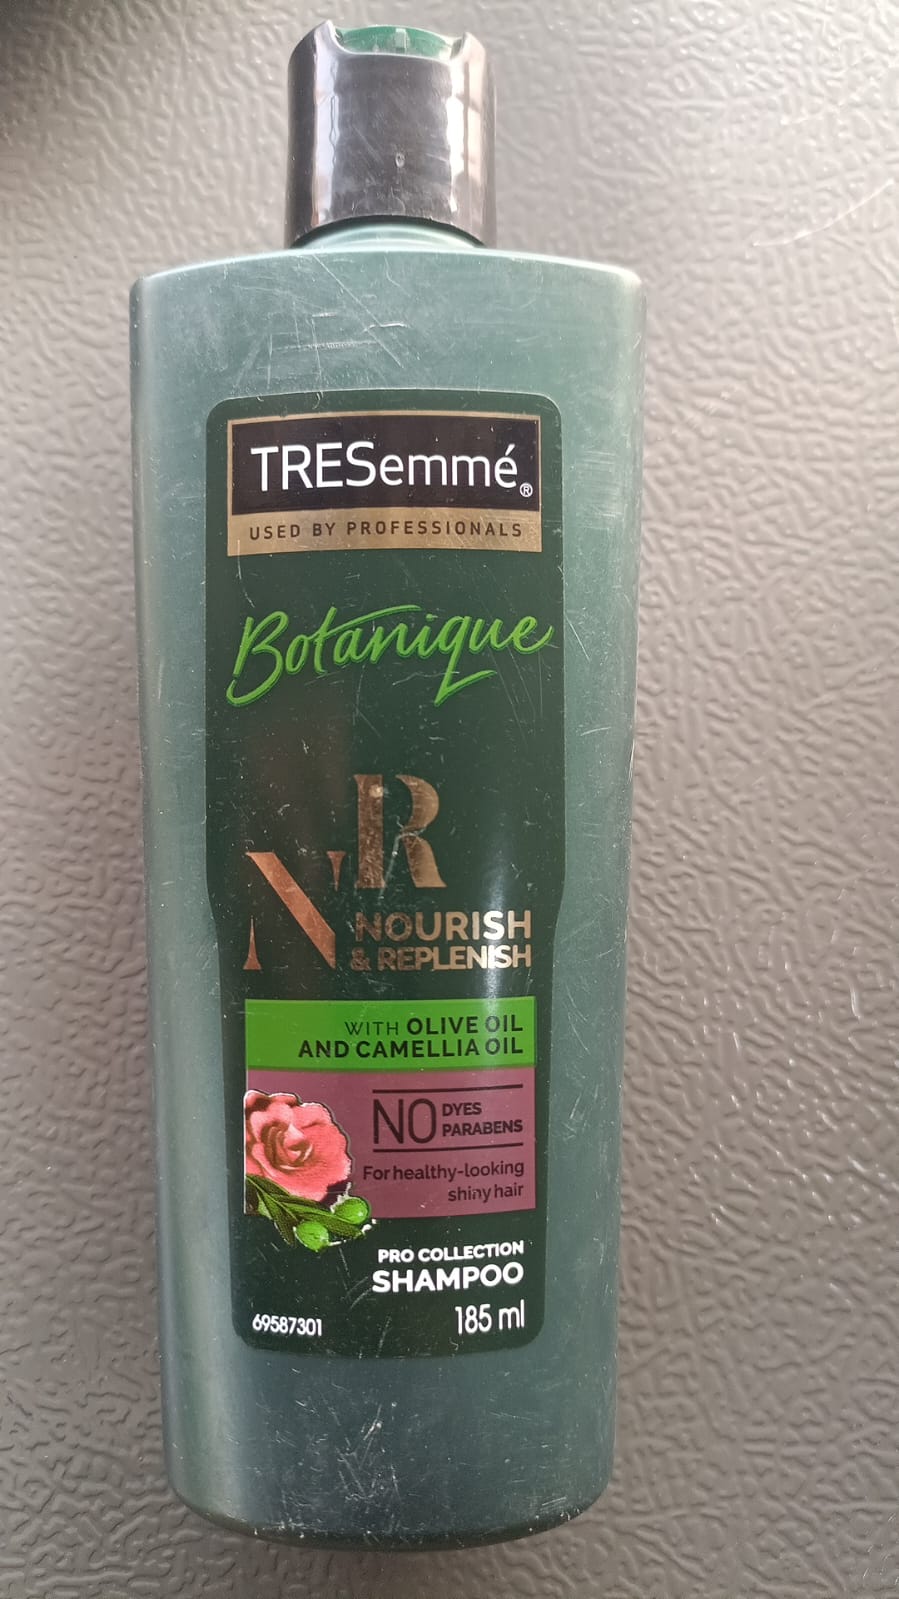 TRESemmé®
USED BY PROFESSIONALS
Botanique
NR
NOURISH
& REPLENISH
WITH OLIVE OIL
AND CAMELLIA OIL
NO DYES
PARABENS
For healthy-looking
shiny hair
PRO COLLECTION
SHAMPOO
69587301 185 ml